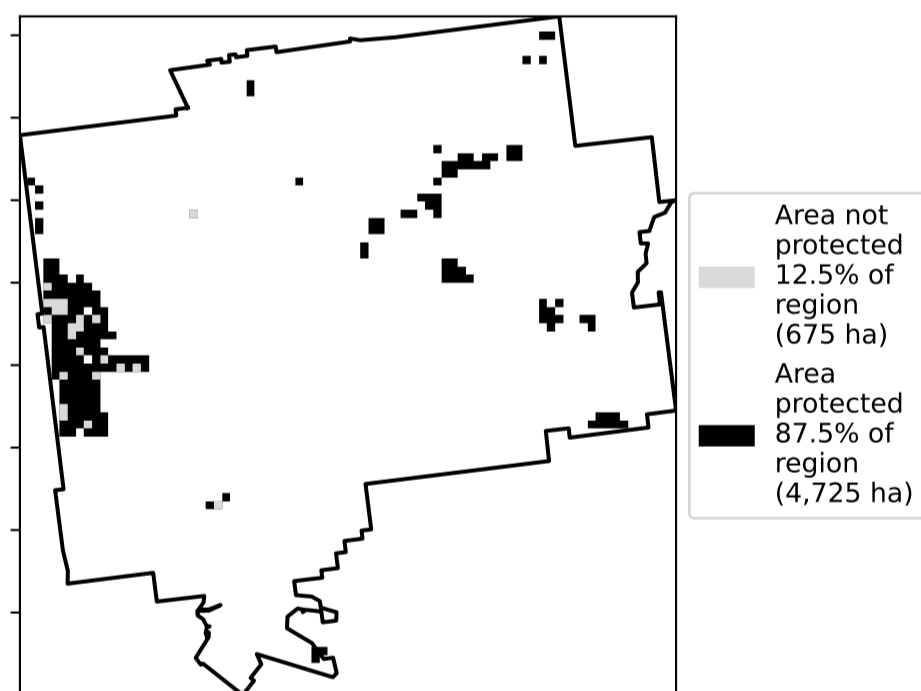 Area not
protected
12.5% of
region
(675 ha)
Area
protected
87.5% of
region
(4,725 ha)